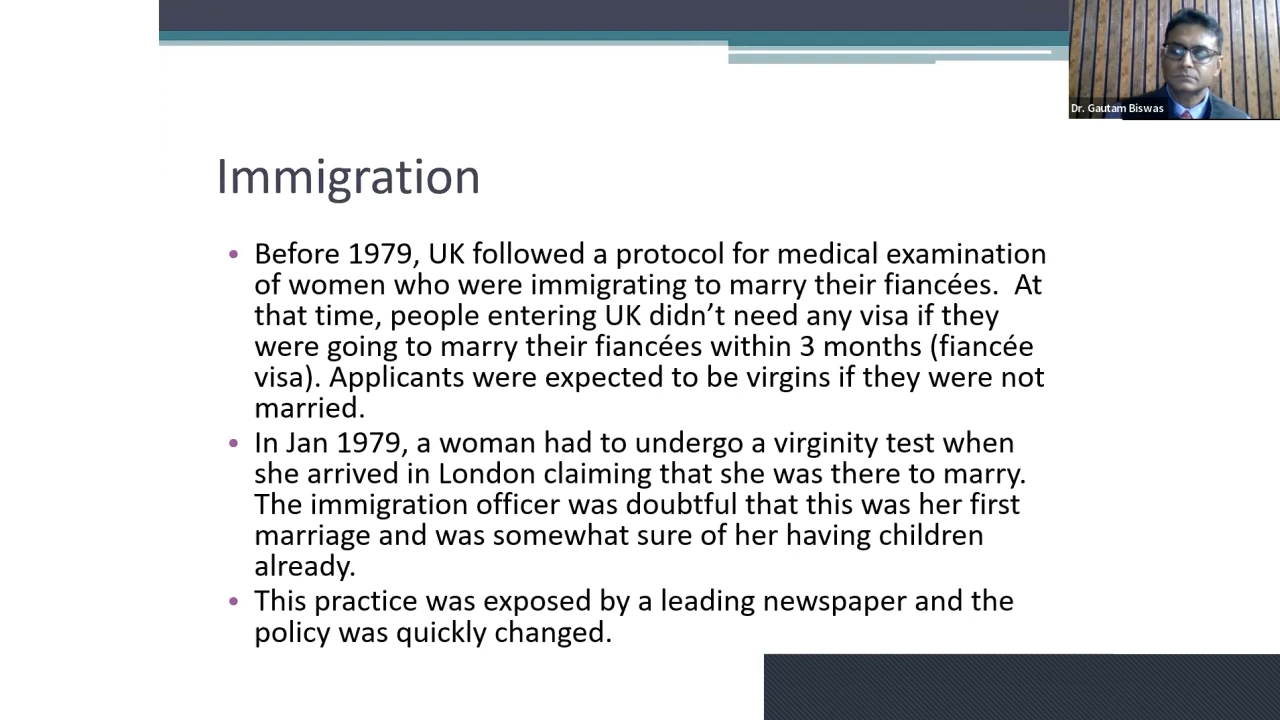 Dr. Gautam Biswas
Immigration
• Before 1979, UK followed a protocol for medical examination
of women who were immigrating to marry their fiancées.  At
that time, people entering UK didn’t need any visa if they
were going to marry their fiancées within 3 months (fiancée
visa). Applicants were expected to be virgins if they were not
married.
• In Jan 1979, a woman had to undergo a virginity test when
she arrived in London claiming that she was there to marry.
The immigration officer was doubtful that this was her first
marriage and was somewhat sure of her having children
already.
• This practice was exposed by a leading newspaper and the
policy was quickly changed.